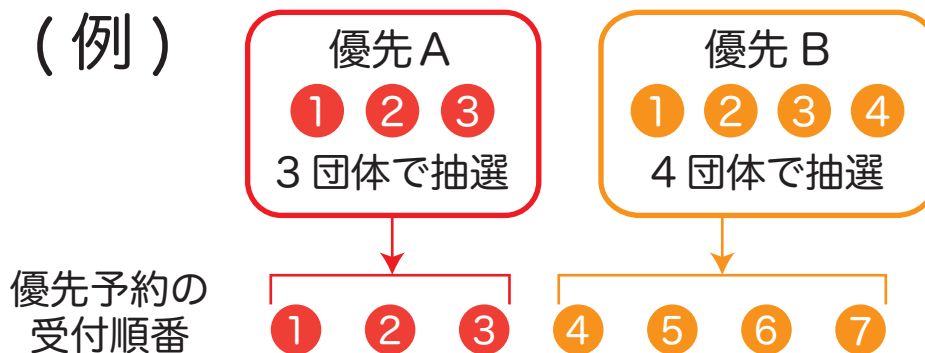 (例)
優先A
1 2 3
3団体で抽選
優先B
1 2 3 4
4団体で抽選
優先予約の
受付順番
1 2 3 4 5 6 7